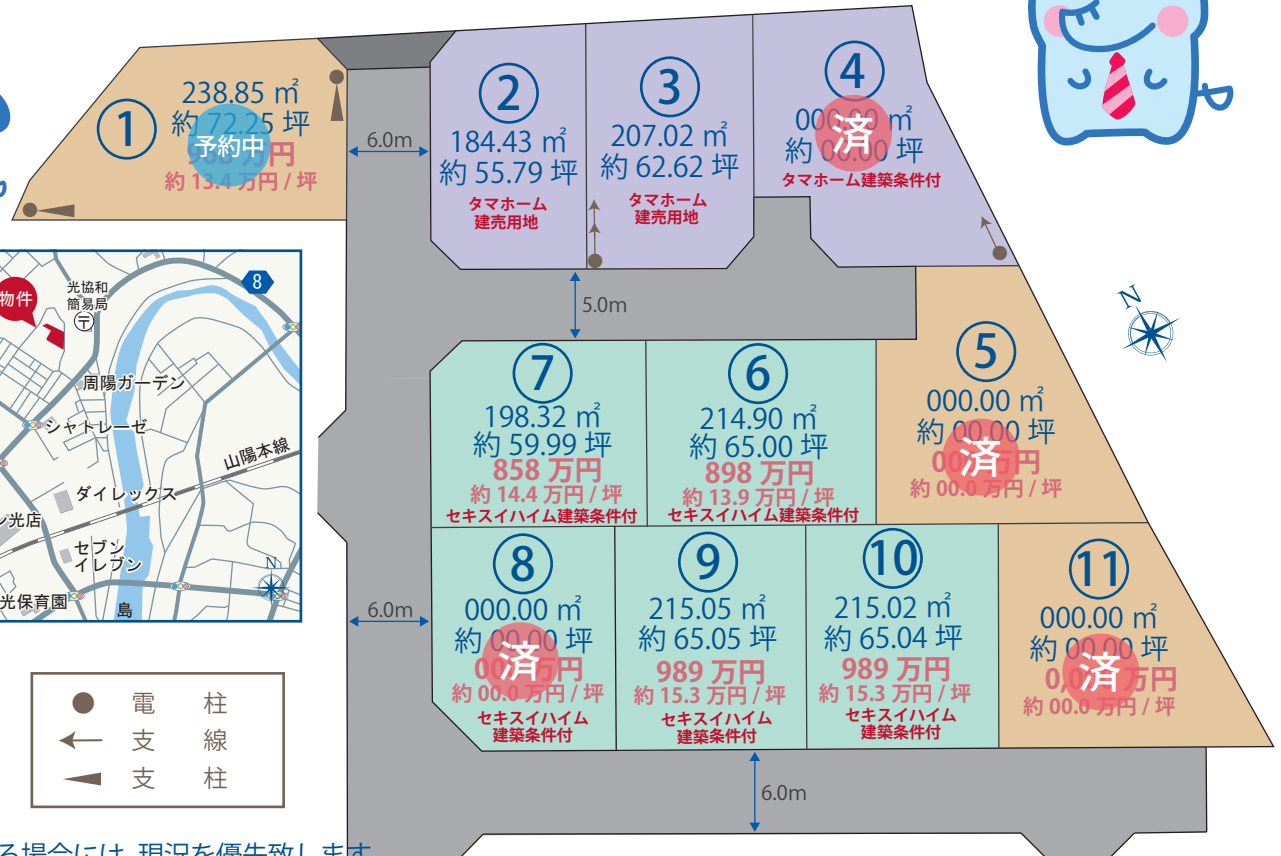 ①
238.85 ㎡
約 72.25 坪
予約中
万円
約 13.4 万円 / 坪
6.0m
②
184.43 ㎡
約 55.79 坪
タマホーム
建売用地
③
207.02 ㎡
約 62.62 坪
タマホーム
建売用地
④
000.00 ㎡
約 00.00 坪
済
タマホーム建築条件付
5.0m
N
⑤
000.00 ㎡
約 00.00 坪
済
約 00.0 万円 / 坪
⑥
214.90 ㎡
約 65.00 坪
898 万円
約 13.9 万円 / 坪
セキスイハイム建築条件付
⑦
198.32 ㎡
約 59.99 坪
858 万円
約 14.4 万円 / 坪
セキスイハイム建築条件付
⑧
000.00 ㎡
約 00.00 坪
済
万円
約 00.0 万円 / 坪
セキスイハイム
建築条件付
⑨
215.05 ㎡
約 65.05 坪
989 万円
約 15.3 万円 / 坪
セキスイハイム
建築条件付
⑩
215.02 ㎡
約 65.04 坪
989 万円
約 15.3 万円 / 坪
セキスイハイム
建築条件付
⑪
000.00 ㎡
約 00.00 坪
済
万円
約 00.0 万円 / 坪
6.0m
6.0m
物件
光協和
簡易局
〒
8
周陽ガーデン
シャトレーゼ
山陽本線
ダイレックス
ン光店
セブン
イレブン
光保育園
島
N
電 柱
支 線
支 柱
る場合には、現況を優先致します